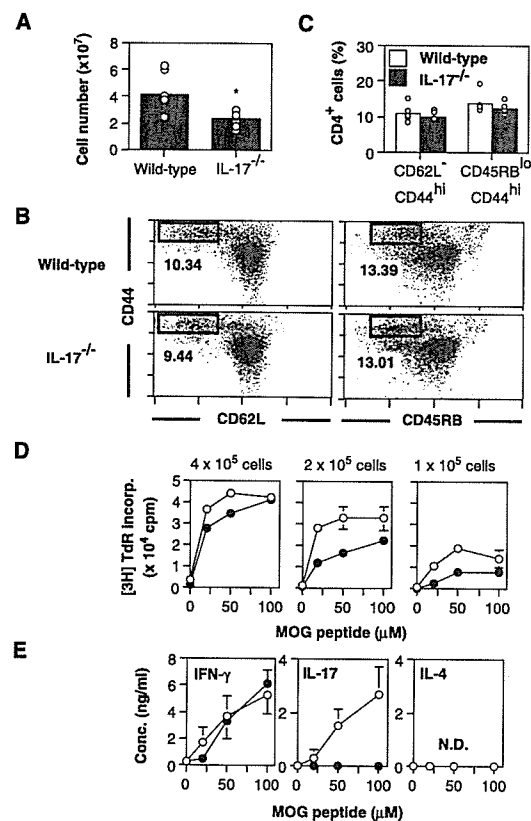 A
Cell number (x10⁷)
8
6
4
2
0
*
Wild-type
IL-17⁻/⁻
C
CD4⁺ cells (%)
30
20
10
0
Wild-type
IL-17⁻/⁻
CD62L⁻
CD44ʰⁱ
CD45RBˡᵒ
CD44ʰⁱ
B
Wild-type
IL-17⁻/⁻
CD44
10.34
13.39
9.44
13.01
CD62L
CD45RB
D
4 x 10⁵ cells
2 x 10⁵ cells
1 x 10⁵ cells
[3H] TdR incorp.
(x 10⁴ cpm)
5
4
3
2
1
0
0 50 100
0 50 100
0 50 100
MOG peptide (μM)
E
Conc. (ng/ml)
IFN-γ
8
6
4
2
0
IL-17
4
2
0
IL-4
4
2
0
N.D.
0 50 100
0 50 100
0 50 100
MOG peptide (μM)